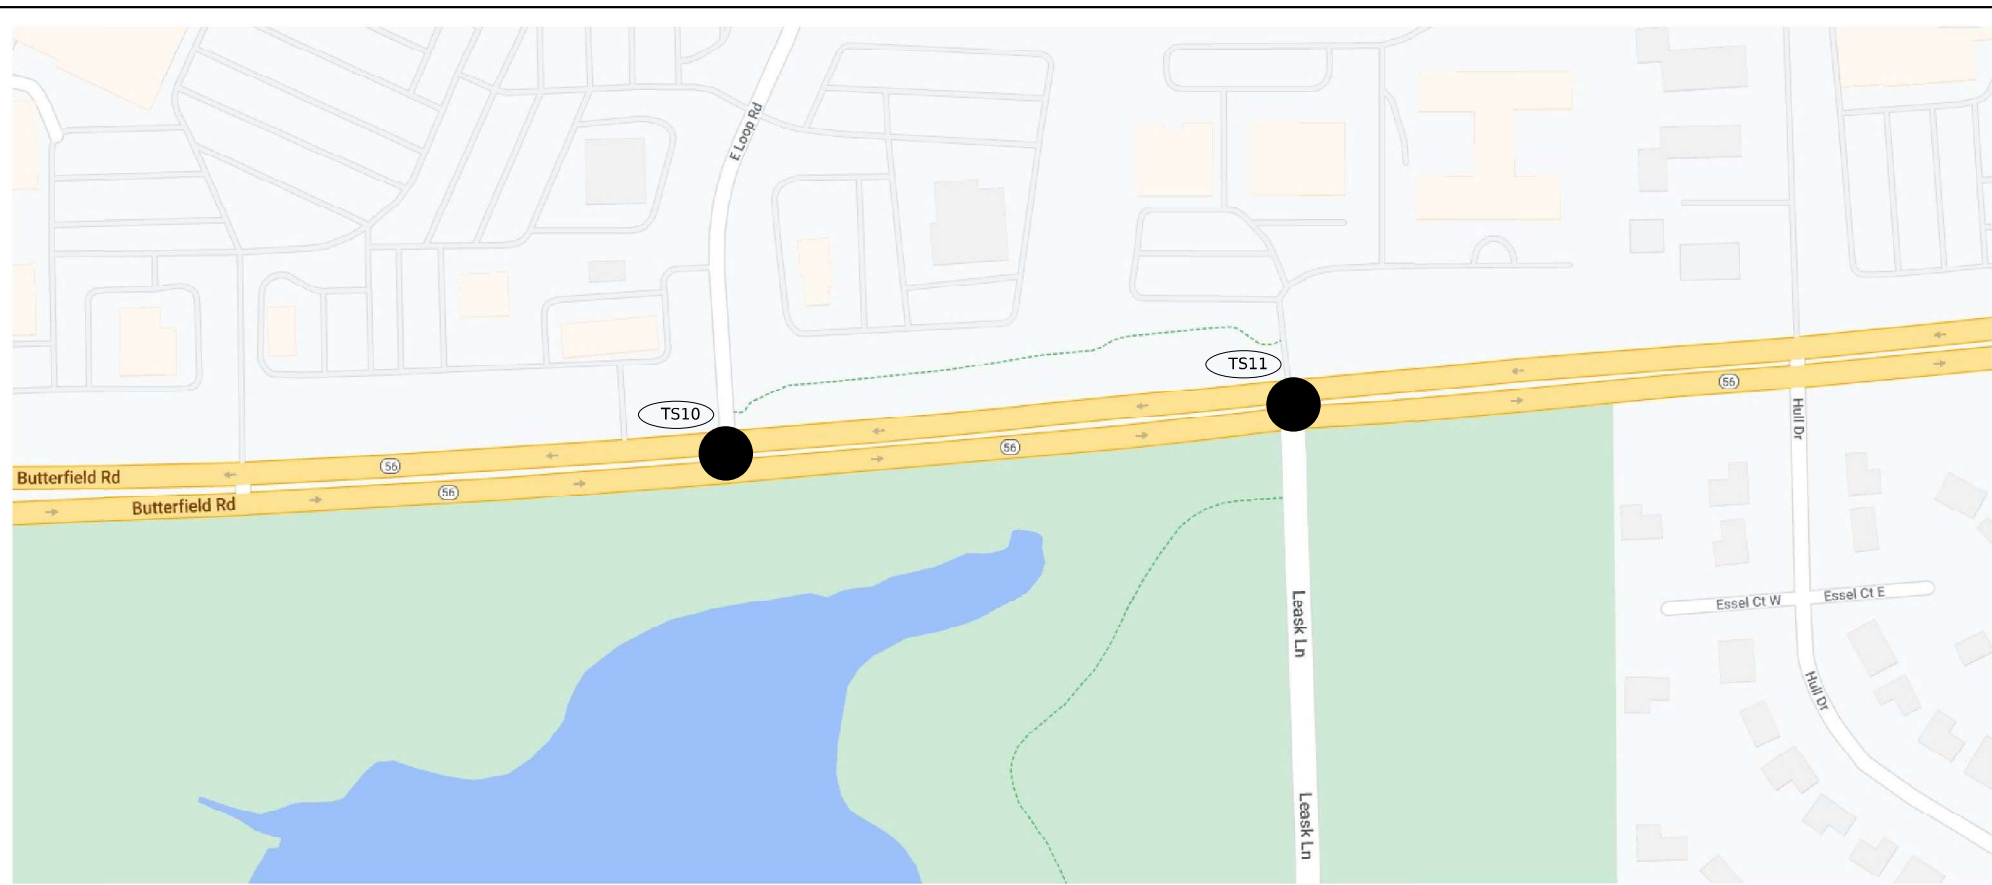 E Loop Rd
TS11
56
TS10
Hull Dr
56
56
Butterfield Rd
56
Butterfield Rd
Essel Ct W
Essel Ct E
Leask Ln
Hull Dr
Leask Ln